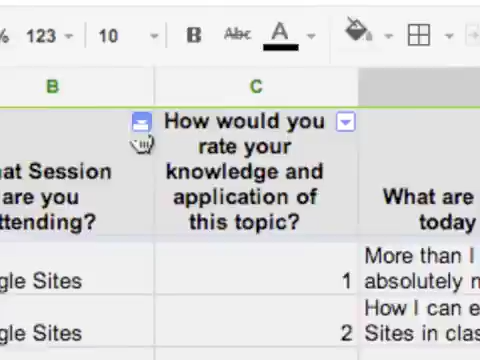 % 123 10 B Abc A
B C
How would you
rate your
at Session knowledge and
are you application of What are
ttending? this topic? today
More than I
gle Sites 1 absolutely n
How I can e
gle Sites 2 Sites in clas